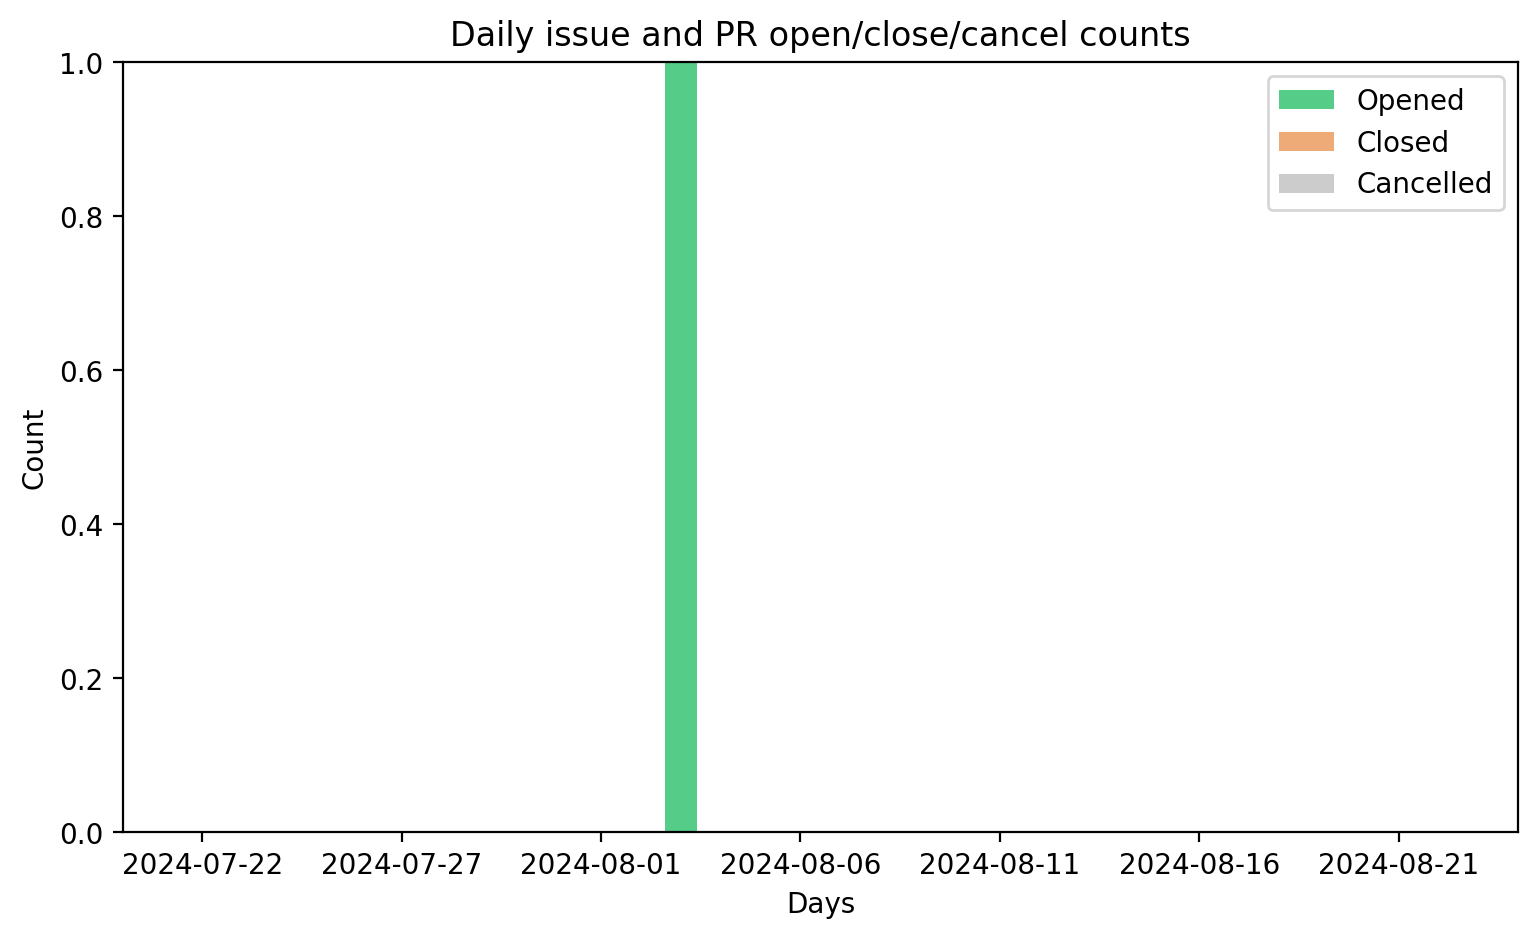 Daily issue and PR open/close/cancel counts
1.0
0.8
0.6
0.4
0.2
0.0
Count
Opened
Closed
Cancelled
2024-07-22 2024-07-27 2024-08-01 2024-08-06 2024-08-11 2024-08-16 2024-08-21
Days